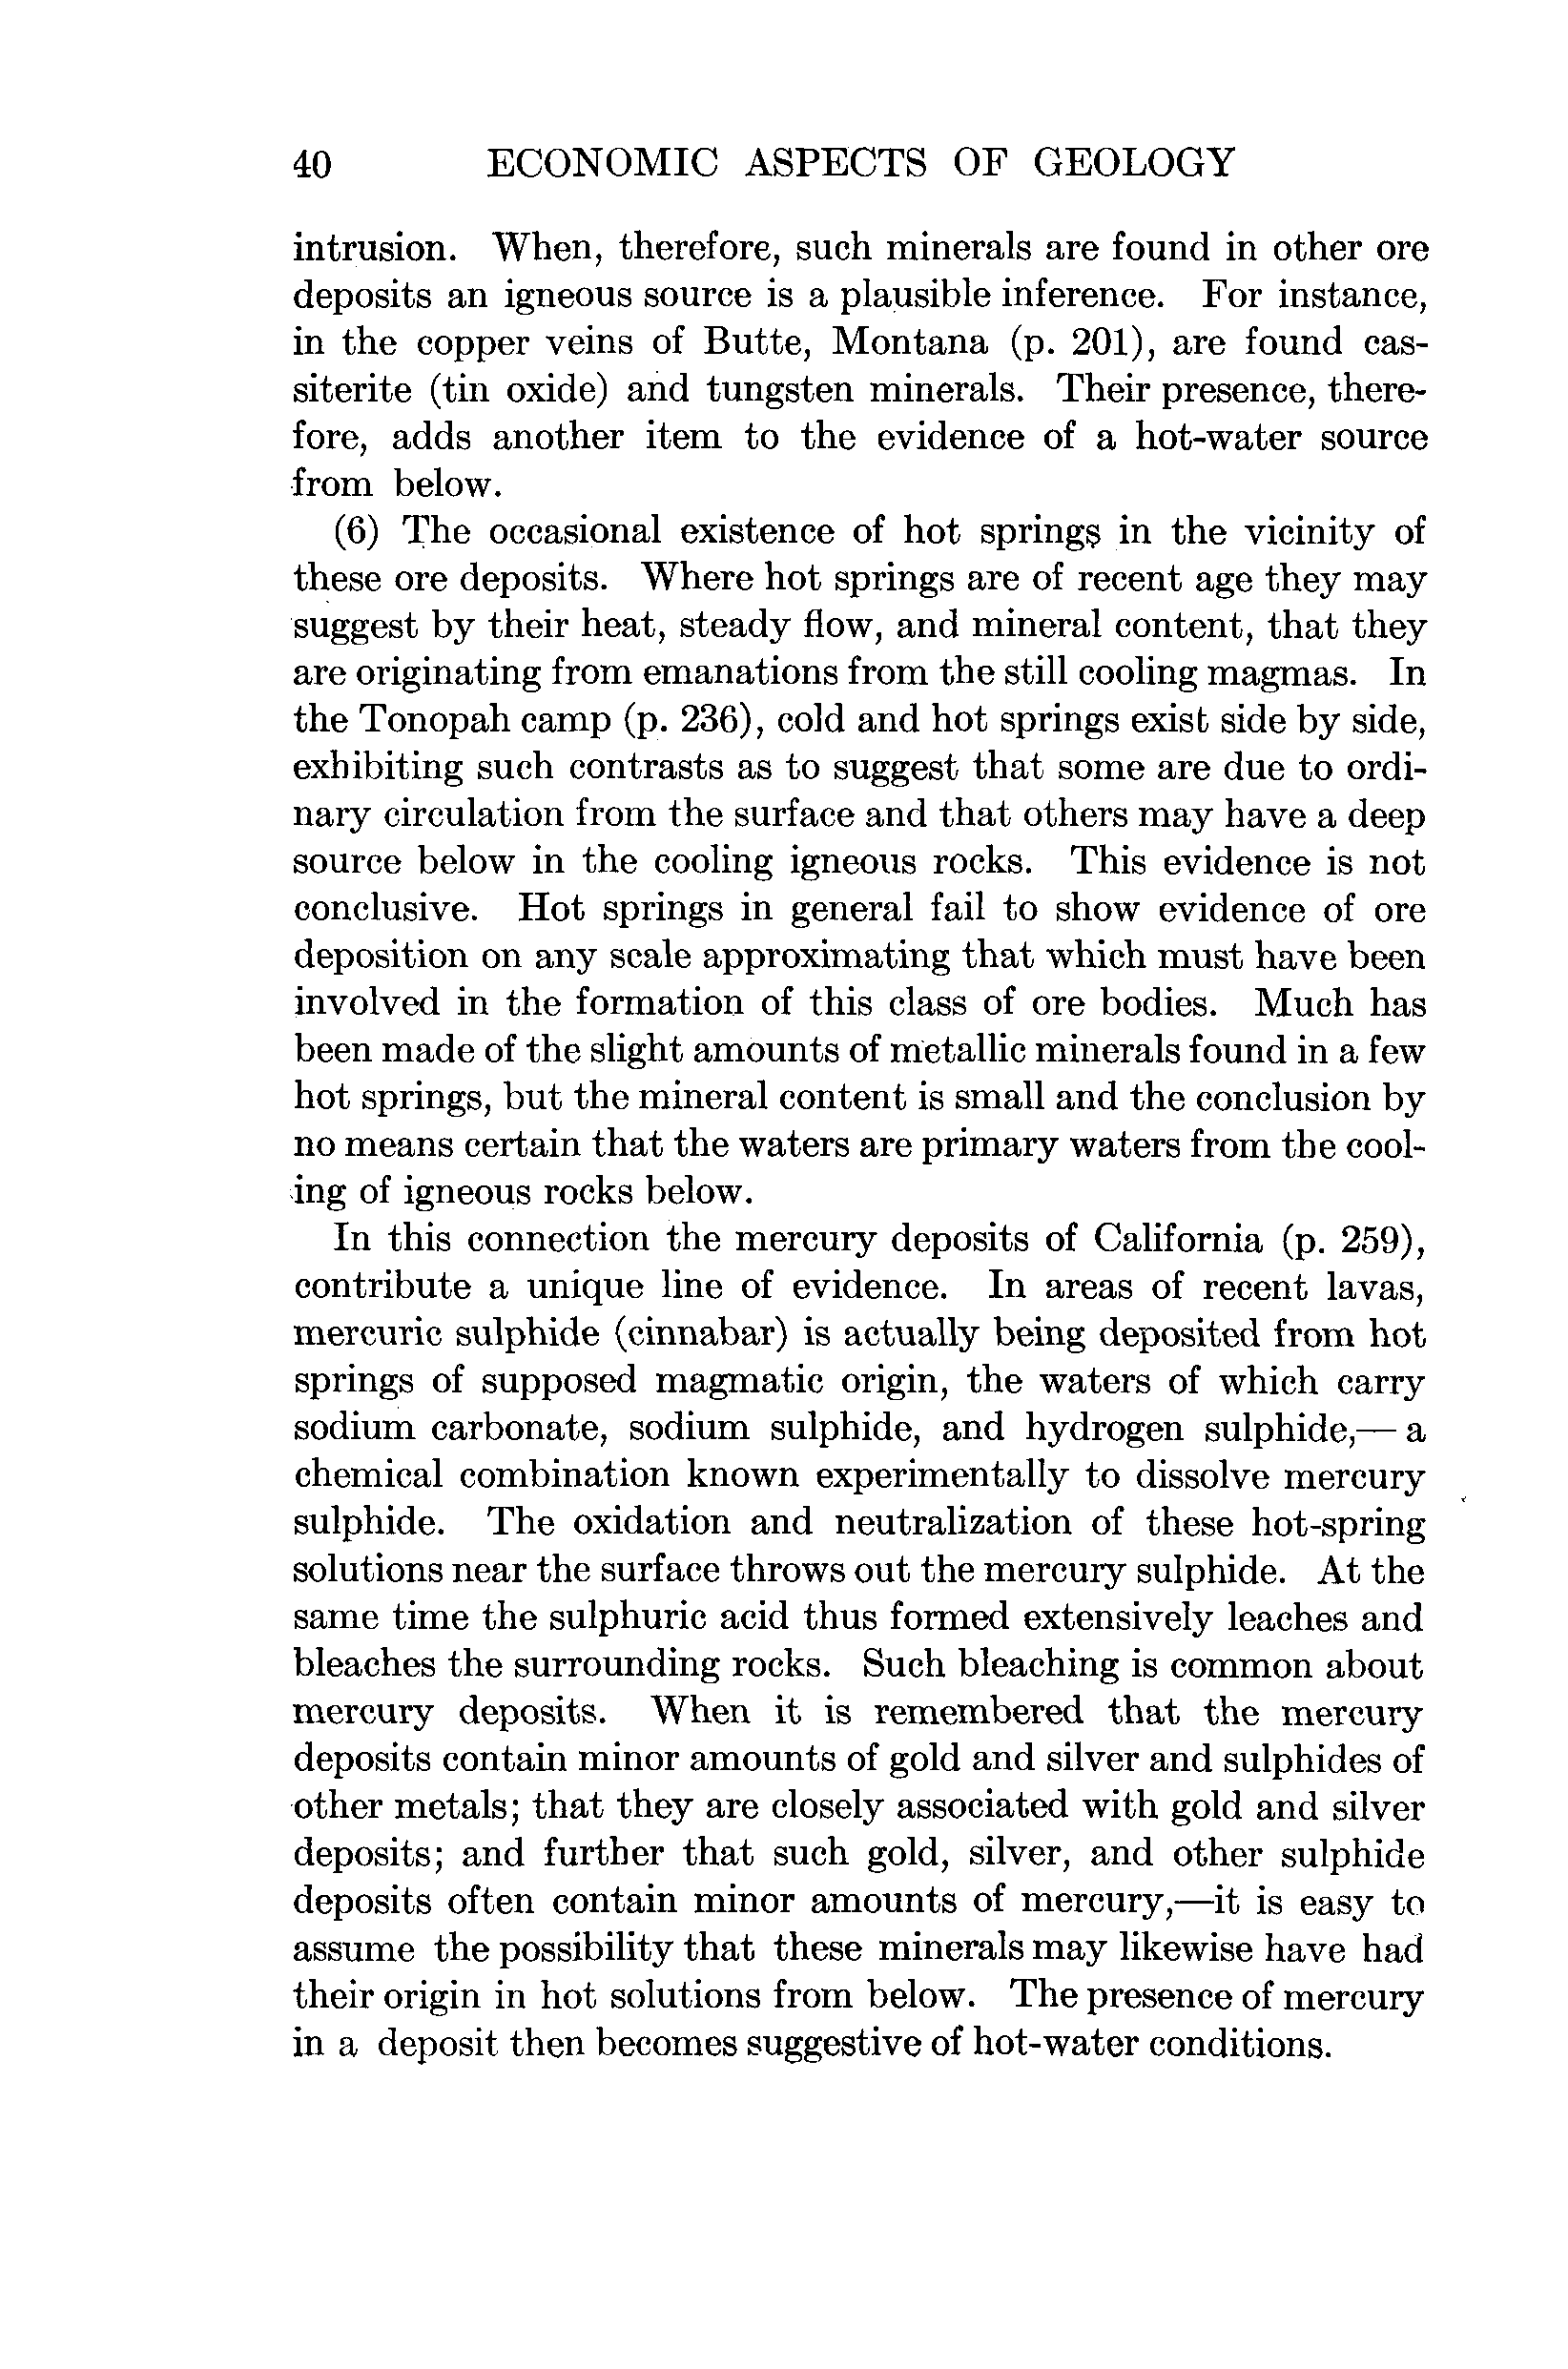 40 ECONOMIC ASPECTS OF GEOLOGY
intrusion. When, therefore, such minerals are found in other ore
deposits an igneous source is a plausible inference. For instance,
in the copper veins of Butte, Montana (p. 201), are found cas-
siterite (tin oxide) and tungsten minerals. Their presence, there-
fore, adds another item to the evidence of a hot-water source
from below.
(6) The occasional existence of hot springs in the vicinity of
these ore deposits. Where hot springs are of recent age they may
suggest by their heat, steady flow, and mineral content, that they
are originating from emanations from the still cooling magmas. In
the Tonopah camp (p. 236), cold and hot springs exist side by side,
exhibiting such contrasts as to suggest that some are due to ordi-
nary circulation from the surface and that others may have a deep
source below in the cooling igneous rocks. This evidence is not
conclusive. Hot springs in general fail to show evidence of ore
deposition on any scale approximating that which must have been
involved in the formation of this class of ore bodies. Much has
been made of the slight amounts of metallic minerals found in a few
hot springs, but the mineral content is small and the conclusion by
no means certain that the waters are primary waters from the cool-
ing of igneous rocks below.
In this connection the mercury deposits of California (p. 259),
contribute a unique line of evidence. In areas of recent lavas,
mercuric sulphide (cinnabar) is actually being deposited from hot
springs of supposed magmatic origin, the waters of which carry
sodium carbonate, sodium sulphide, and hydrogen sulphide,— a
chemical combination known experimentally to dissolve mercury
sulphide. The oxidation and neutralization of these hot-spring
solutions near the surface throws out the mercury sulphide. At the
same time the sulphuric acid thus formed extensively leaches and
bleaches the surrounding rocks. Such bleaching is common about
mercury deposits. When it is remembered that the mercury
deposits contain minor amounts of gold and silver and sulphides of
other metals; that they are closely associated with gold and silver
deposits; and further that such gold, silver, and other sulphide
deposits often contain minor amounts of mercury,—it is easy to
assume the possibility that these minerals may likewise have had
their origin in hot solutions from below. The presence of mercury
in a deposit then becomes suggestive of hot-water conditions.